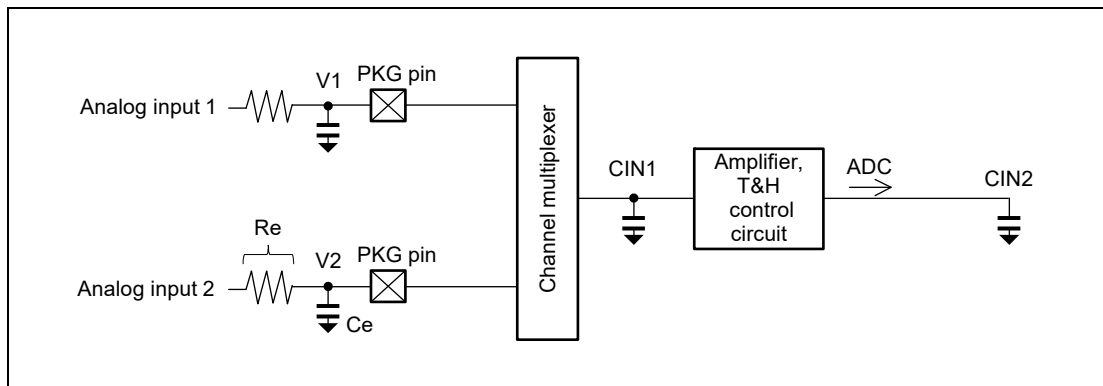 V1
PKG pin
Analog input 1
Channel multiplexer
CIN1
Amplifier,
T&H
control
circuit
ADC
CIN2
Re
V2
PKG pin
Analog input 2
Ce